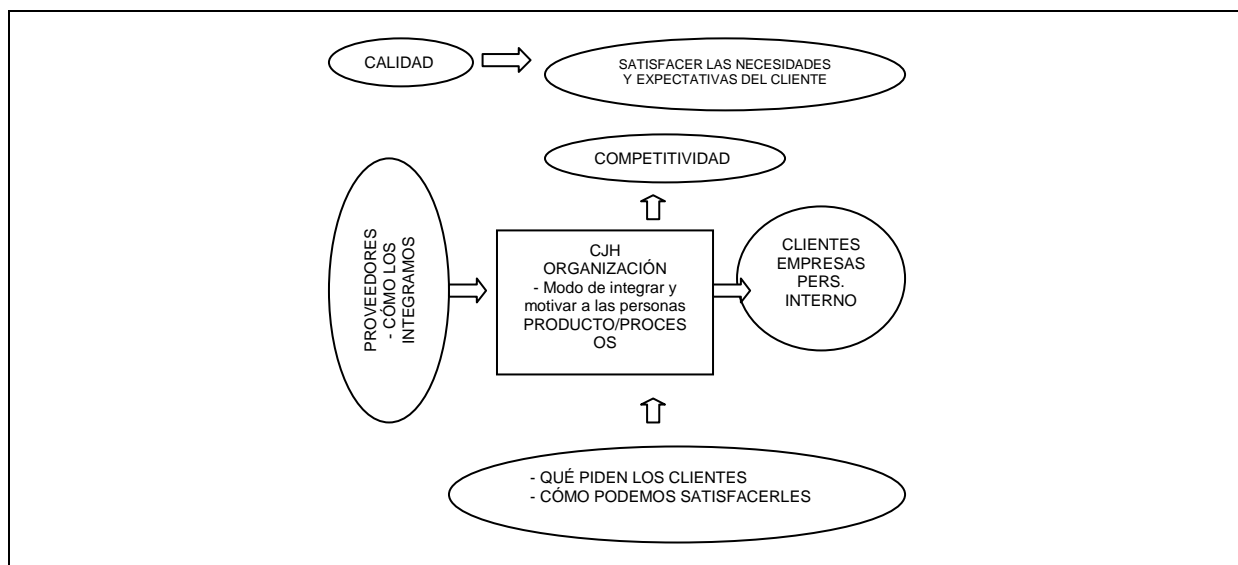 CALIDAD
SATISFACER LAS NECESIDADES
Y EXPECTATIVAS DEL CLIENTE
COMPETITIVIDAD
PROVEEDORES
- CÓMO LOS
INTEGRAMOS
CJH
ORGANIZACIÓN
- Modo de integrar y
motivar a las personas
PRODUCTO/PROCES
OS
CLIENTES
EMPRESAS
PERS.
INTERNO
- QUÉ PIDEN LOS CLIENTES
- CÓMO PODEMOS SATISFACERLES